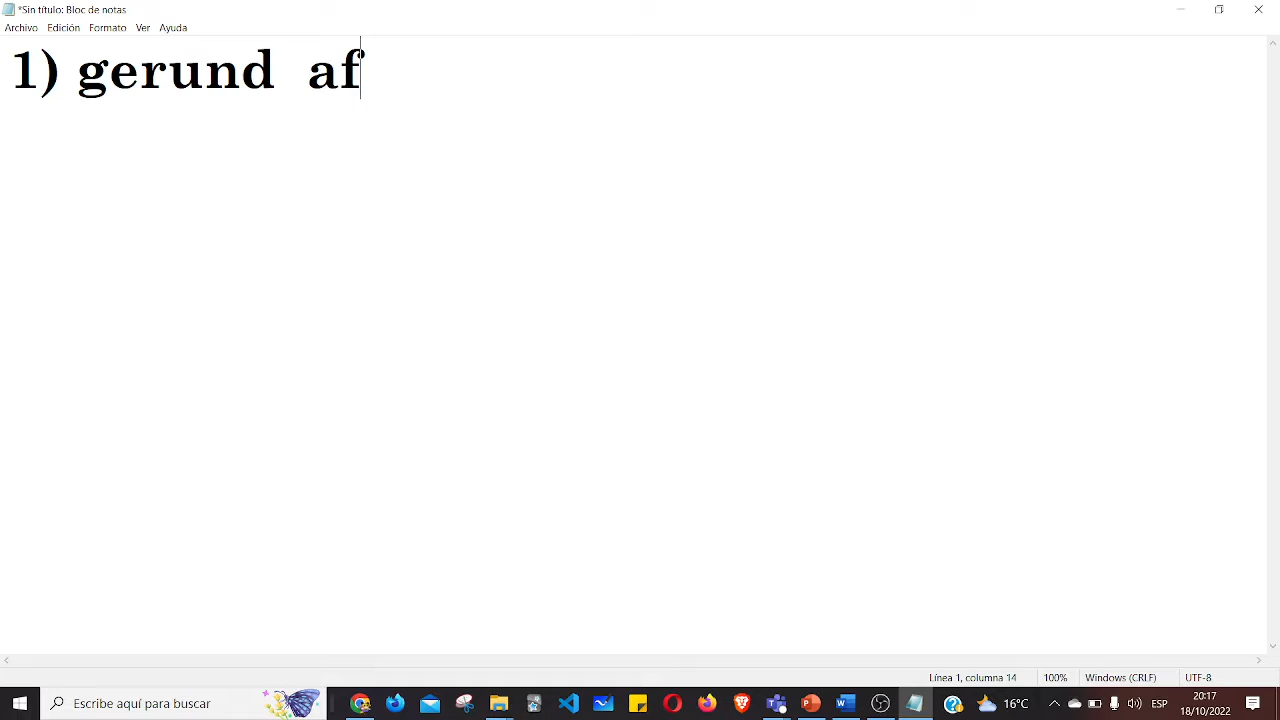 *Sin título: Bloc de notas
Archivo Edición Formato Ver Ayuda
1) gerund  af
Línea 1, columna 14 100% Windows (CRLF) UTF-8
Escribe aquí para buscar
16°C ESP 20:17
18/10/2022